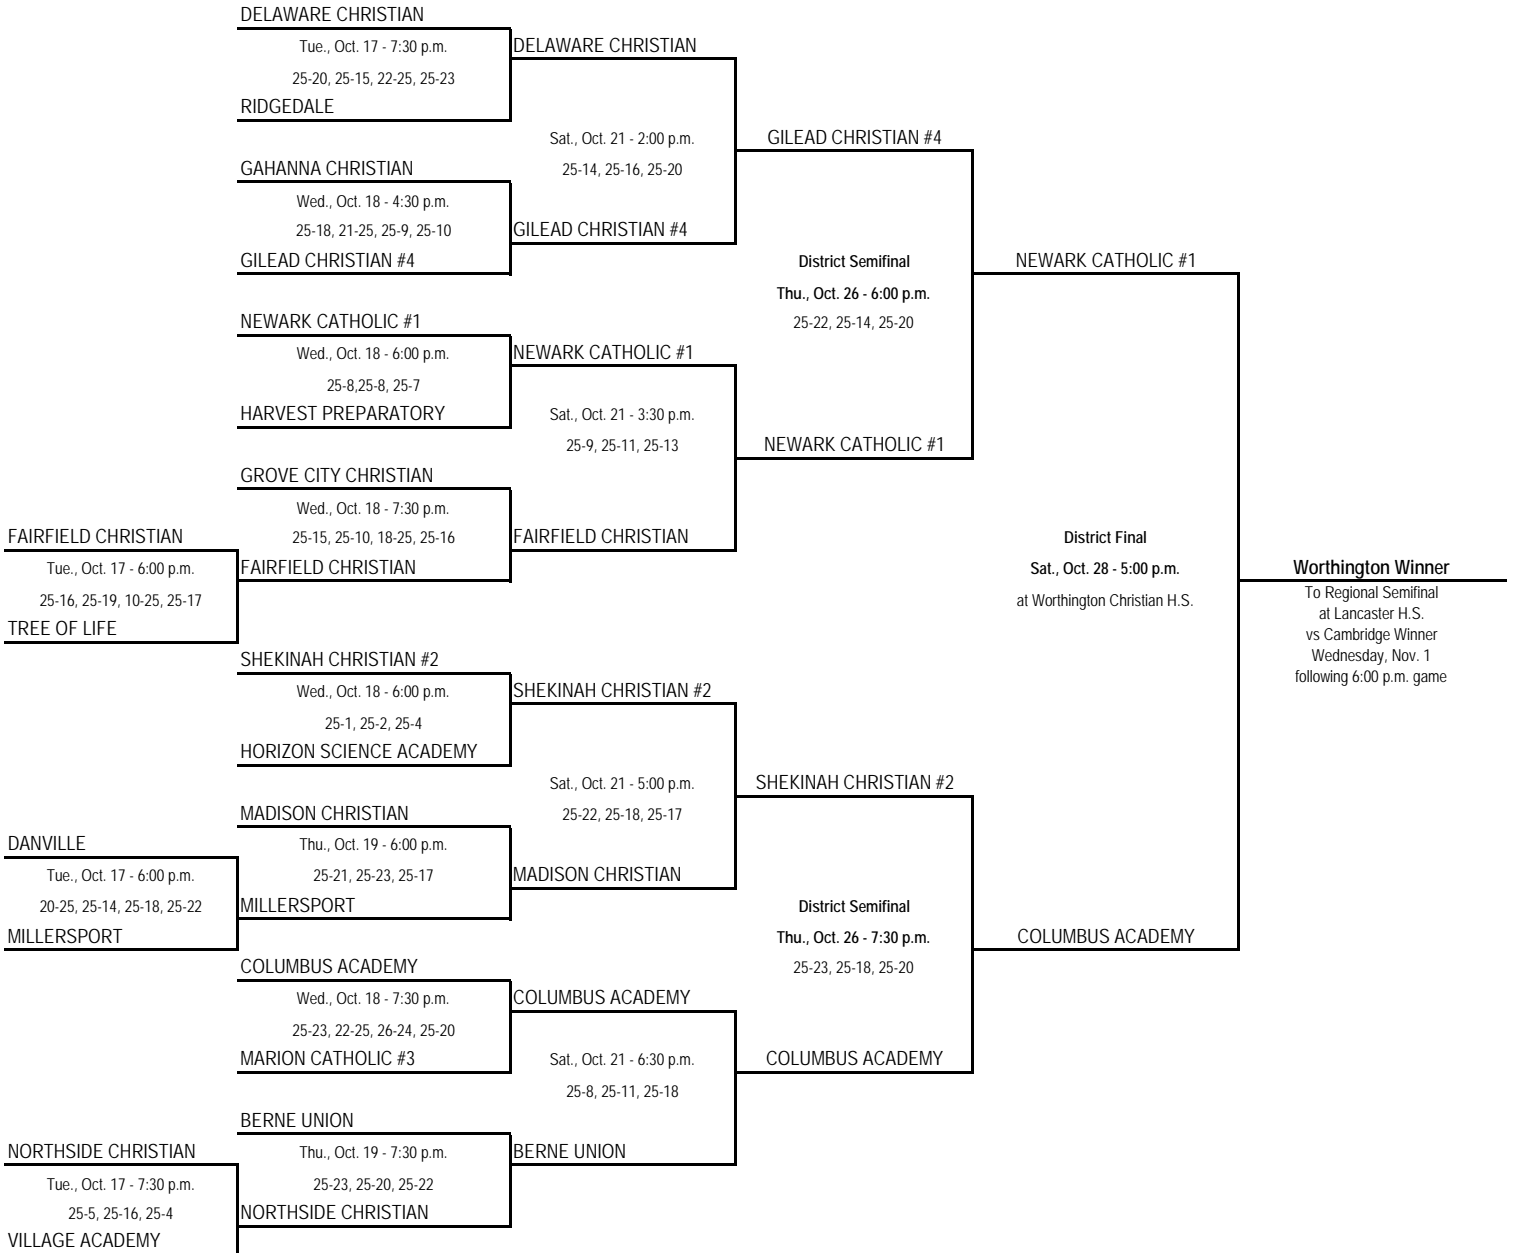 DELAWARE CHRISTIAN
Tue., Oct. 17 - 7:30 p.m.
25-20, 25-15, 22-25, 25-23
RIDGEDALE
DELAWARE CHRISTIAN
Sat., Oct. 21 - 2:00 p.m.
25-14, 25-16, 25-20
GILEAD CHRISTIAN #4
GAHANNA CHRISTIAN
Wed., Oct. 18 - 4:30 p.m.
25-18, 21-25, 25-9, 25-10
GILEAD CHRISTIAN #4
GILEAD CHRISTIAN #4
District Semifinal
Thu., Oct. 26 - 6:00 p.m.
25-22, 25-14, 25-20
NEWARK CATHOLIC #1
NEWARK CATHOLIC #1
Wed., Oct. 18 - 6:00 p.m.
25-8,25-8, 25-7
HARVEST PREPARATORY
NEWARK CATHOLIC #1
Sat., Oct. 21 - 3:30 p.m.
25-9, 25-11, 25-13
NEWARK CATHOLIC #1
GROVE CITY CHRISTIAN
Wed., Oct. 18 - 7:30 p.m.
25-15, 25-10, 18-25, 25-16
FAIRFIELD CHRISTIAN
FAIRFIELD CHRISTIAN
Tue., Oct. 17 - 6:00 p.m.
25-16, 25-19, 10-25, 25-17
TREE OF LIFE
FAIRFIELD CHRISTIAN
District Final
Sat., Oct. 28 - 5:00 p.m.
at Worthington Christian H.S.
Worthington Winner
To Regional Semifinal
at Lancaster H.S.
vs Cambridge Winner
Wednesday, Nov. 1
following 6:00 p.m. game
SHEKINAH CHRISTIAN #2
Wed., Oct. 18 - 6:00 p.m.
25-1, 25-2, 25-4
HORIZON SCIENCE ACADEMY
SHEKINAH CHRISTIAN #2
Sat., Oct. 21 - 5:00 p.m.
25-22, 25-18, 25-17
SHEKINAH CHRISTIAN #2
MADISON CHRISTIAN
Thu., Oct. 19 - 6:00 p.m.
25-21, 25-23, 25-17
MILLERSPORT
DANVILLE
Tue., Oct. 17 - 6:00 p.m.
20-25, 25-14, 25-18, 25-22
MILLERSPORT
MADISON CHRISTIAN
District Semifinal
Thu., Oct. 26 - 7:30 p.m.
25-23, 25-18, 25-20
COLUMBUS ACADEMY
COLUMBUS ACADEMY
Wed., Oct. 18 - 7:30 p.m.
25-23, 22-25, 26-24, 25-20
MARION CATHOLIC #3
COLUMBUS ACADEMY
Sat., Oct. 21 - 6:30 p.m.
25-8, 25-11, 25-18
COLUMBUS ACADEMY
BERNE UNION
Thu., Oct. 19 - 7:30 p.m.
25-23, 25-20, 25-22
NORTHSIDE CHRISTIAN
BERNE UNION
NORTHSIDE CHRISTIAN
Tue., Oct. 17 - 7:30 p.m.
25-5, 25-16, 25-4
VILLAGE ACADEMY